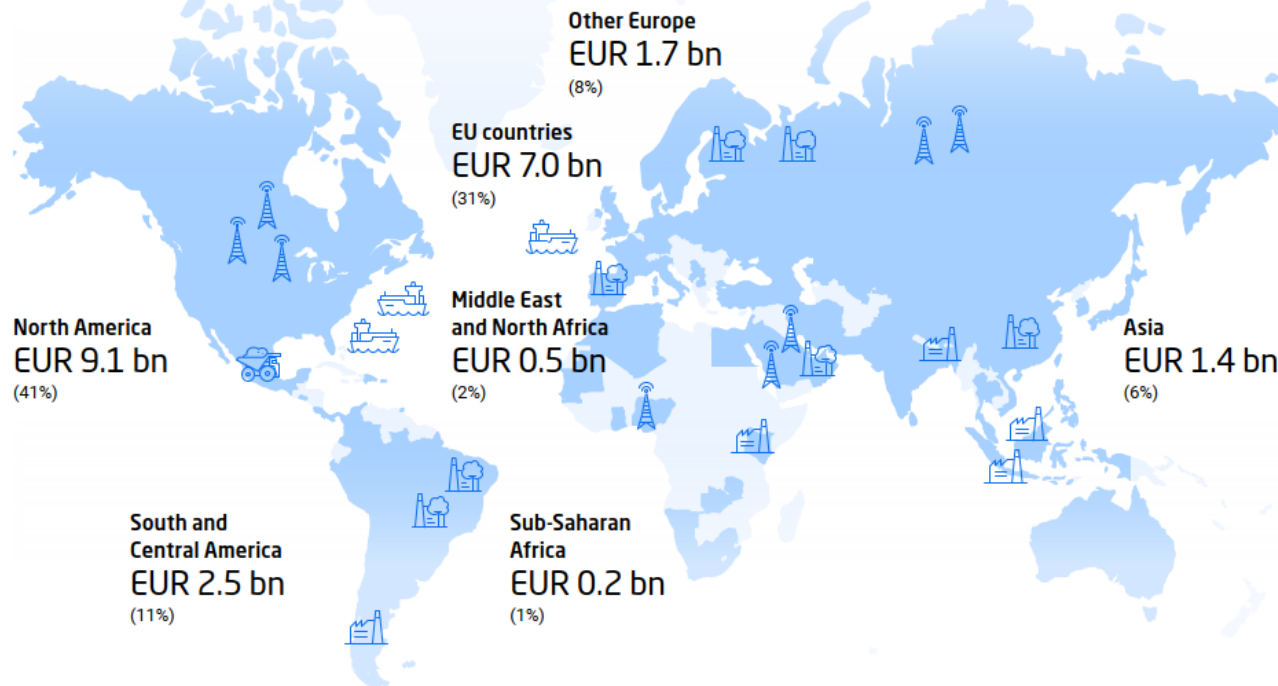 Other Europe
EUR 1.7 bn
(8%)
EU countries
EUR 7.0 bn
(31%)
Middle East
and North Africa
EUR 0.5 bn
(2%)
North America
EUR 9.1 bn
(41%)
Asia
EUR 1.4 bn
(6%)
South and
Central America
EUR 2.5 bn
(11%)
Sub-Saharan
Africa
EUR 0.2 bn
(1%)